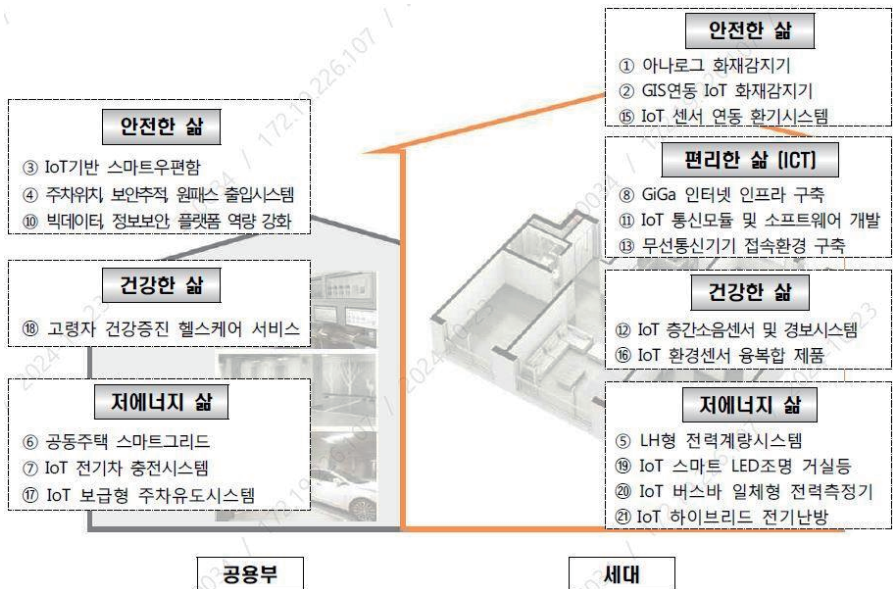 안전한 삶
③ IoT기반 스마트우편함
④ 주차위치, 보안추적, 원패스 출입시스템
⑩ 빅데이터, 정보보안, 플랫폼 역량 강화
건강한 삶
⑱ 고령자 건강증진 헬스케어 서비스
저에너지 삶
⑥ 공동주택 스마트그리드
⑦ IoT 전기차 충전시스템
⑰ IoT 보급형 주차유도시스템
공용부
안전한 삶
① 아나로그 화재감지기
② GIS연동 IoT 화재감지기
⑮ IoT 센서 연동 환기시스템
편리한 삶 (ICT)
⑧ GiGa 인터넷 인프라 구축
⑪ IoT 통신모듈 및 소프트웨어 개발
⑬ 무선통신기기 접속환경 구축
건강한 삶
⑫ IoT 층간소음센서 및 경보시스템
⑯ IoT 환경센서 융복합 제품
저에너지 삶
⑤ LH형 전력계량시스템
⑲ IoT 스마트 LED조명 거실등
⑳ IoT 버스바 일체형 전력측정기
㉑ IoT 하이브리드 전기난방
세대